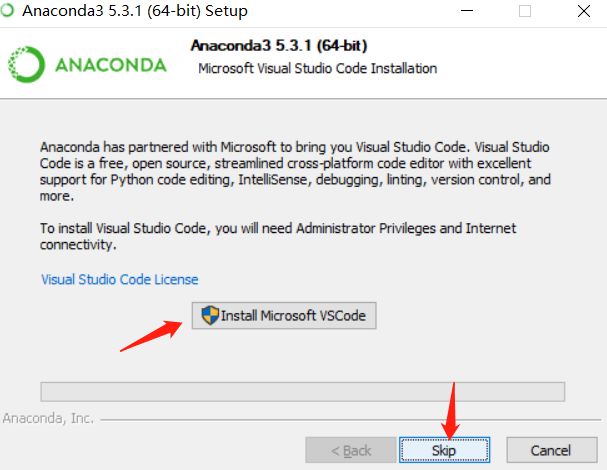 Anaconda3 5.3.1 (64-bit) Setup
Anaconda3 5.3.1 (64-bit)
ANACONDA
Microsoft Visual Studio Code Installation
Anaconda has partnered with Microsoft to bring you Visual Studio Code. Visual Studio
Code is a free, open source, streamlined cross-platform code editor with excellent
support for Python code editing, IntelliSense, debugging, linting, version control, and
more.
To install Visual Studio Code, you will need Administrator Privileges and Internet
connectivity.
Visual Studio Code License
Install Microsoft VSCode
Anaconda, Inc.
< Back
Skip
Cancel